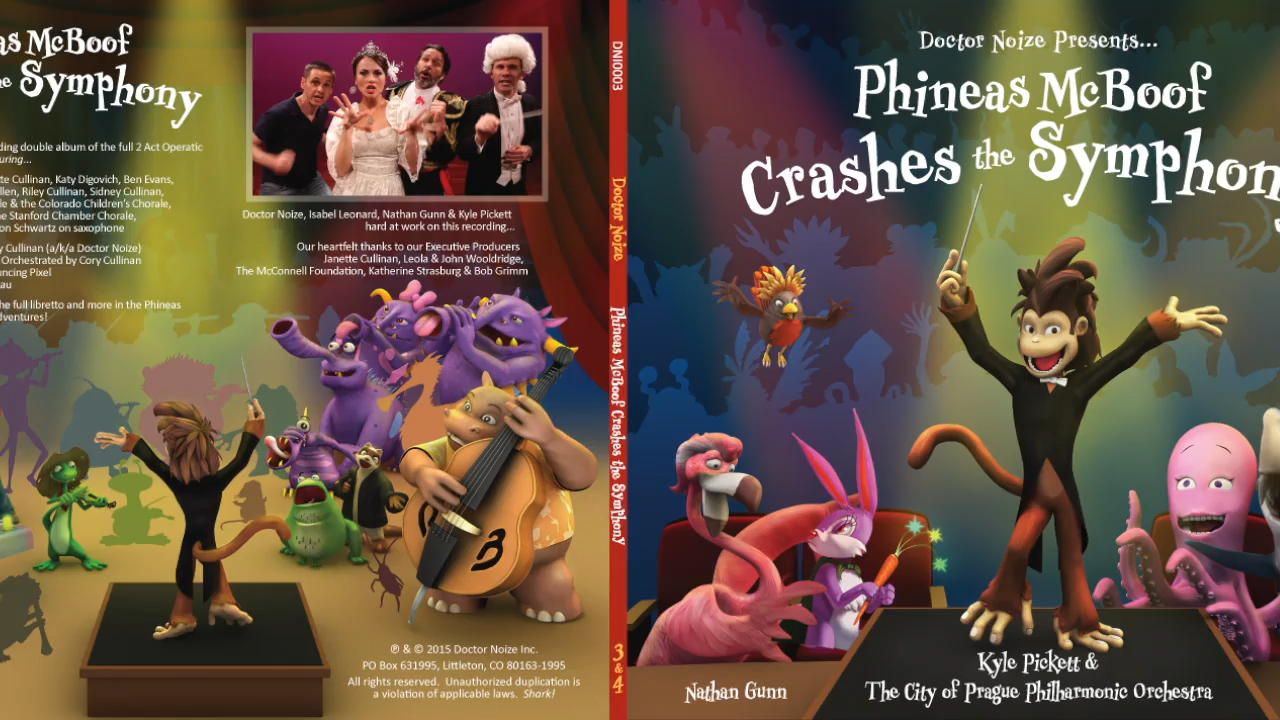 as McBoof
he Symphony
ding double album of the full 2 Act Operatic
uring...
te Cullinan, Katy Digovich, Ben Evans,
llen, Riley Cullinan, Sidney Cullinan,
le & the Colorado Children's Chorale,
e Stanford Chamber Chorale,
on Schwartz on saxophone
y Cullinan (a/k/a Doctor Noize)
Orchestrated by Cory Cullinan
uncing Pixel
au
he full libretto and more in the Phineas
dventures!
Doctor Noize, Isabel Leonard, Nathan Gunn & Kyle Pickett
hard at work on this recording...
Our heartfelt thanks to our Executive Producers
Janette Cullinan, Leola & John Wooldridge,
The McConnell Foundation, Katherine Strasburg & Bob Grimm
B
℗ & © 2015 Doctor Noize Inc.
PO Box 631995, Littleton, CO 80163-1995
All rights reserved. Unauthorized duplication is
a violation of applicable laws. Shark!
DNI0003
Doctor Noize
Phineas McBoof Crashes the Symphony
3 & 4
Doctor Noize Presents...
Phineas McBoof
Crashes the Symphony
Nathan Gunn
Kyle Pickett &
The City of Prague Philharmonic Orchestra